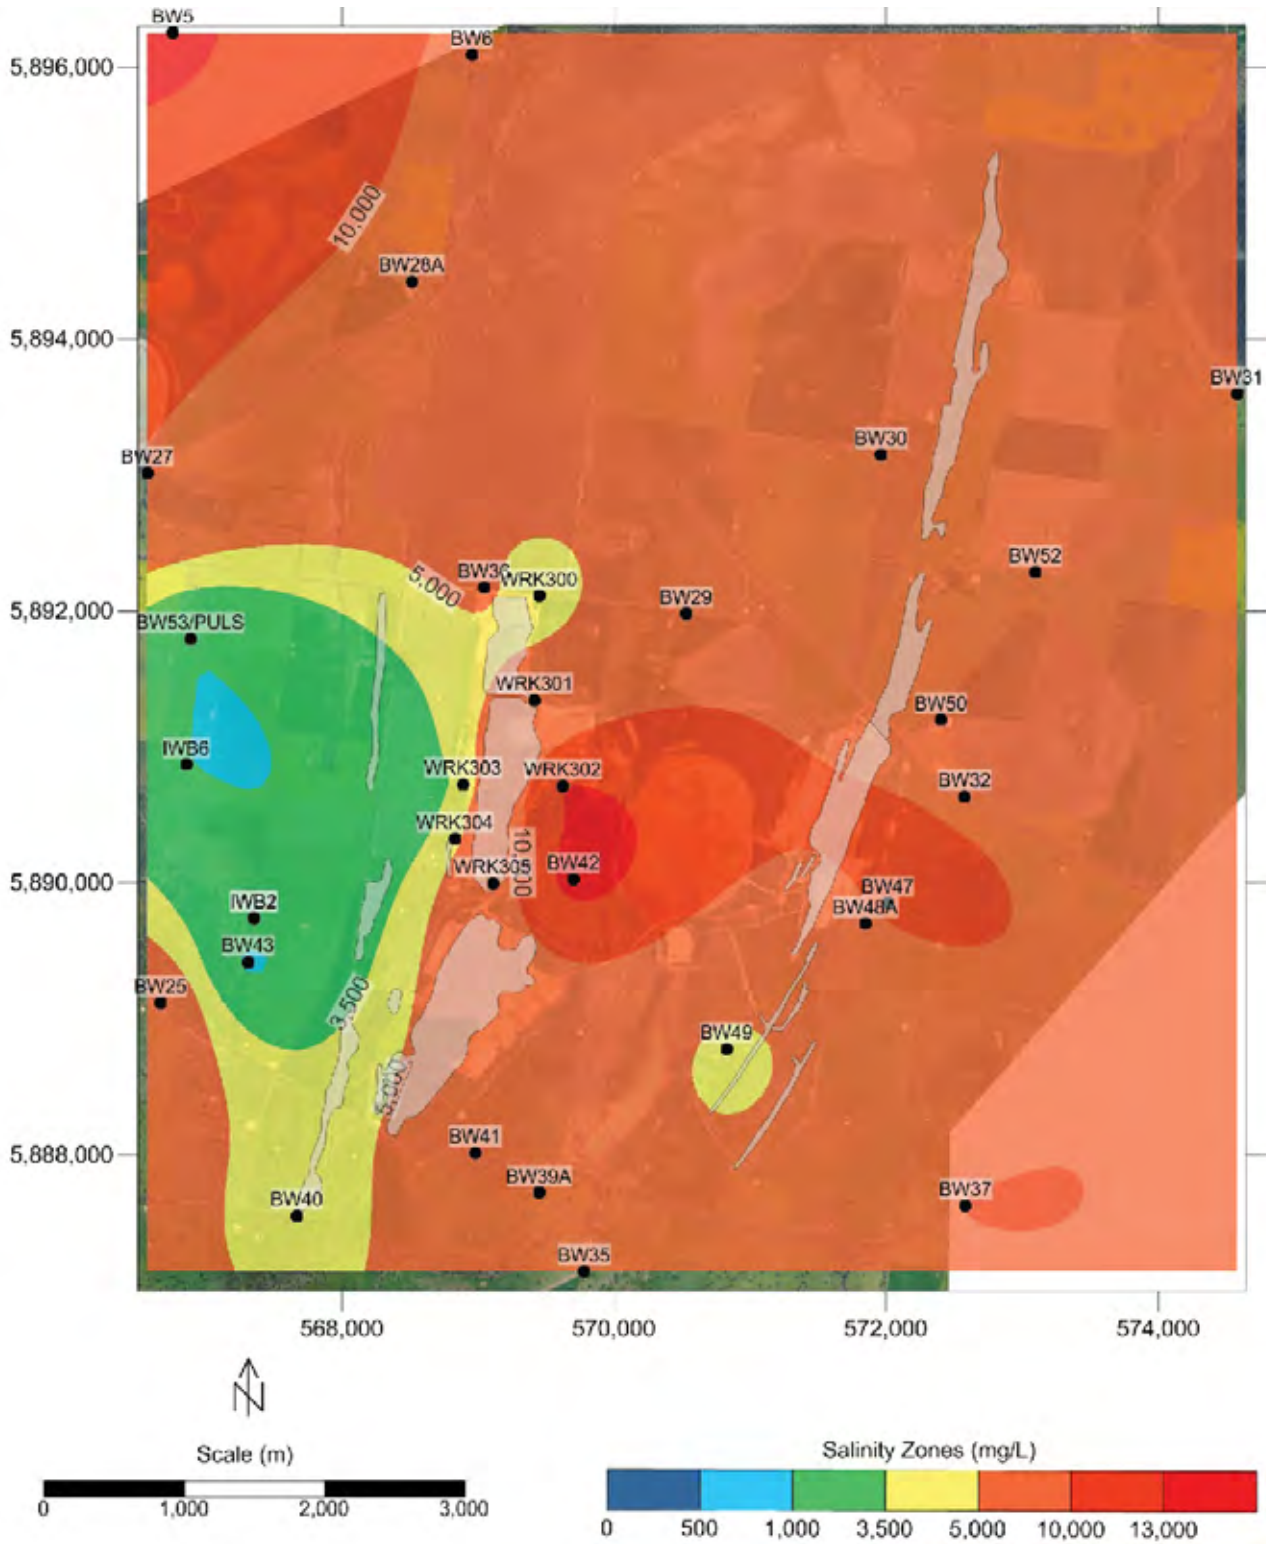 BW5
BW6
5,896,000
10,000
BW28A
5,894,000
BW31
BW30
BW27
BW52
BW36
5,000
WRK300
BW29
5,892,000
BW53/PULS
WRK301
BW50
IWB6
WRK303
WRK302
BW32
WRK304
10,000
WRK305
BW42
5,890,000
BW47
IWB2
BW48A
BW43
BW25
3,500
BW49
5,000
BW41
5,888,000
BW39A
BW37
BW40
BW35
568,000
570,000
572,000
574,000
N
Scale (m)
0
1,000
2,000
3,000
Salinity Zones (mg/L)
0
500
1,000
3,500
5,000
10,000
13,000